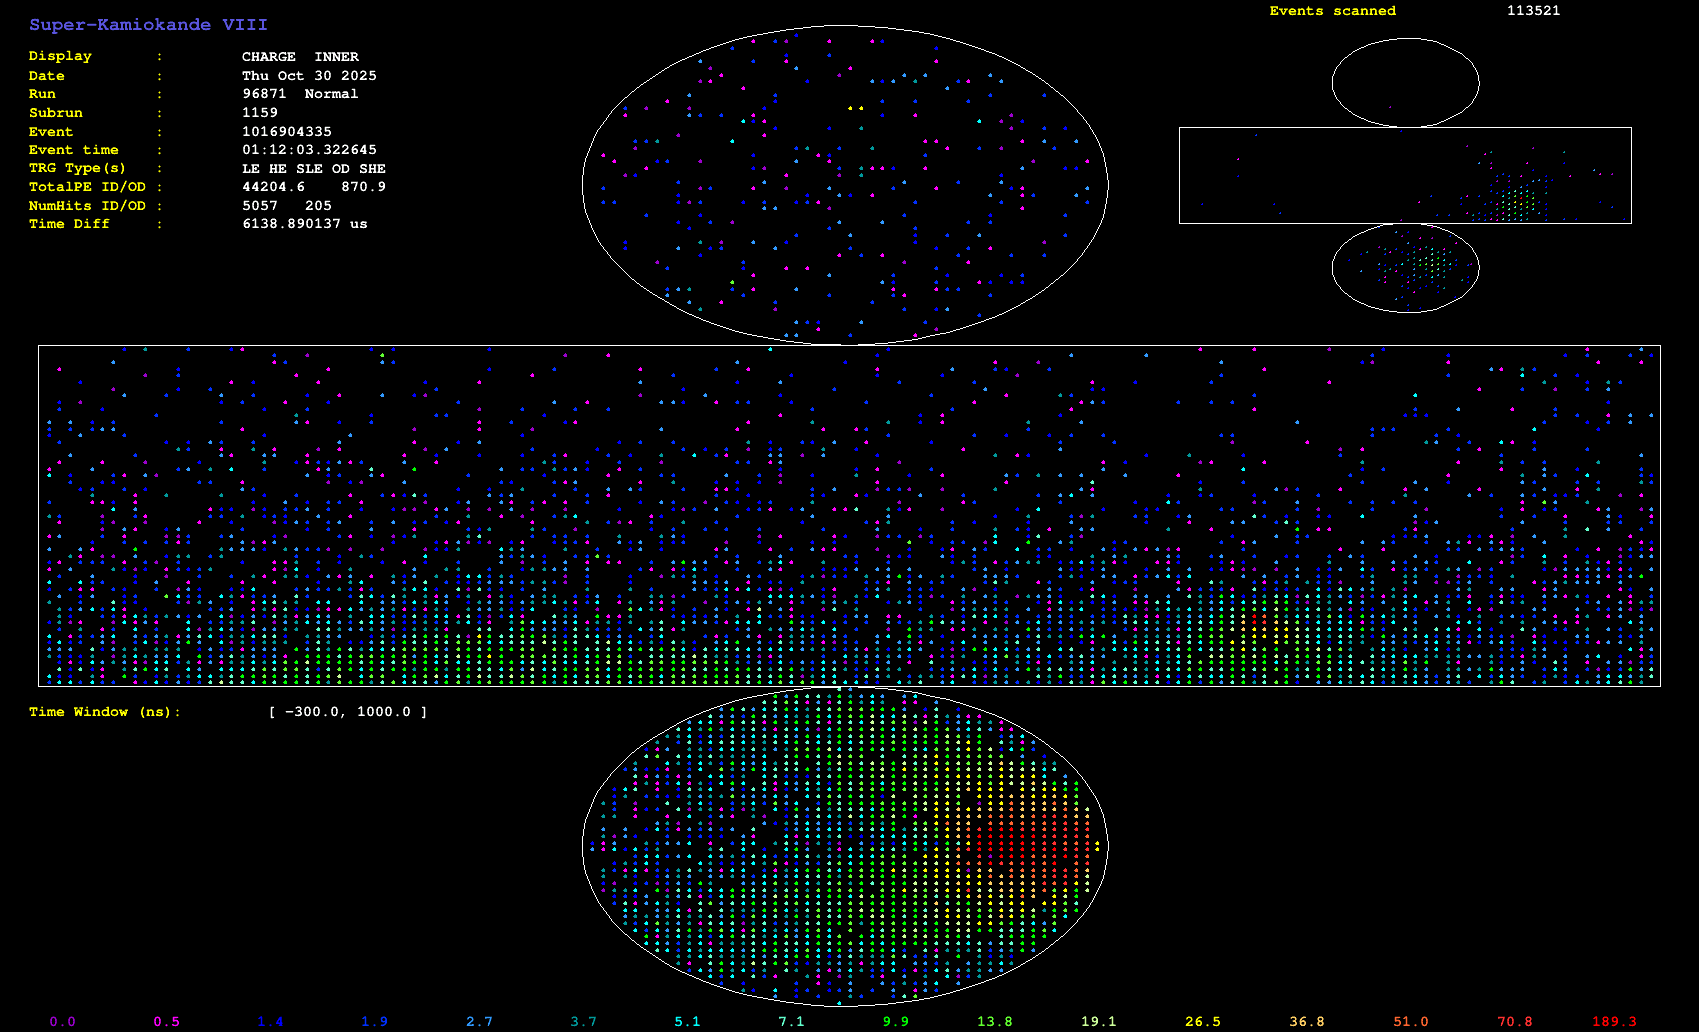 Super-Kamiokande VIII
Display : CHARGE INNER
Date : Thu Oct 30 2025
Run : 96871 Normal
Subrun : 1159
Event : 1016904335
Event time : 01:12:03.322645
TRG Type(s) : LE HE SLE OD SHE
TotalPE ID/OD : 44204.6 870.9
NumHits ID/OD : 5057 205
Time Diff : 6138.890137 us
Events scanned 113521
Time Window (ns): [ -300.0, 1000.0 ]
0.0 0.5 1.4 1.9 2.7 3.7 5.1 7.1 9.9 13.8 19.1 26.5 36.8 51.0 70.8 189.3